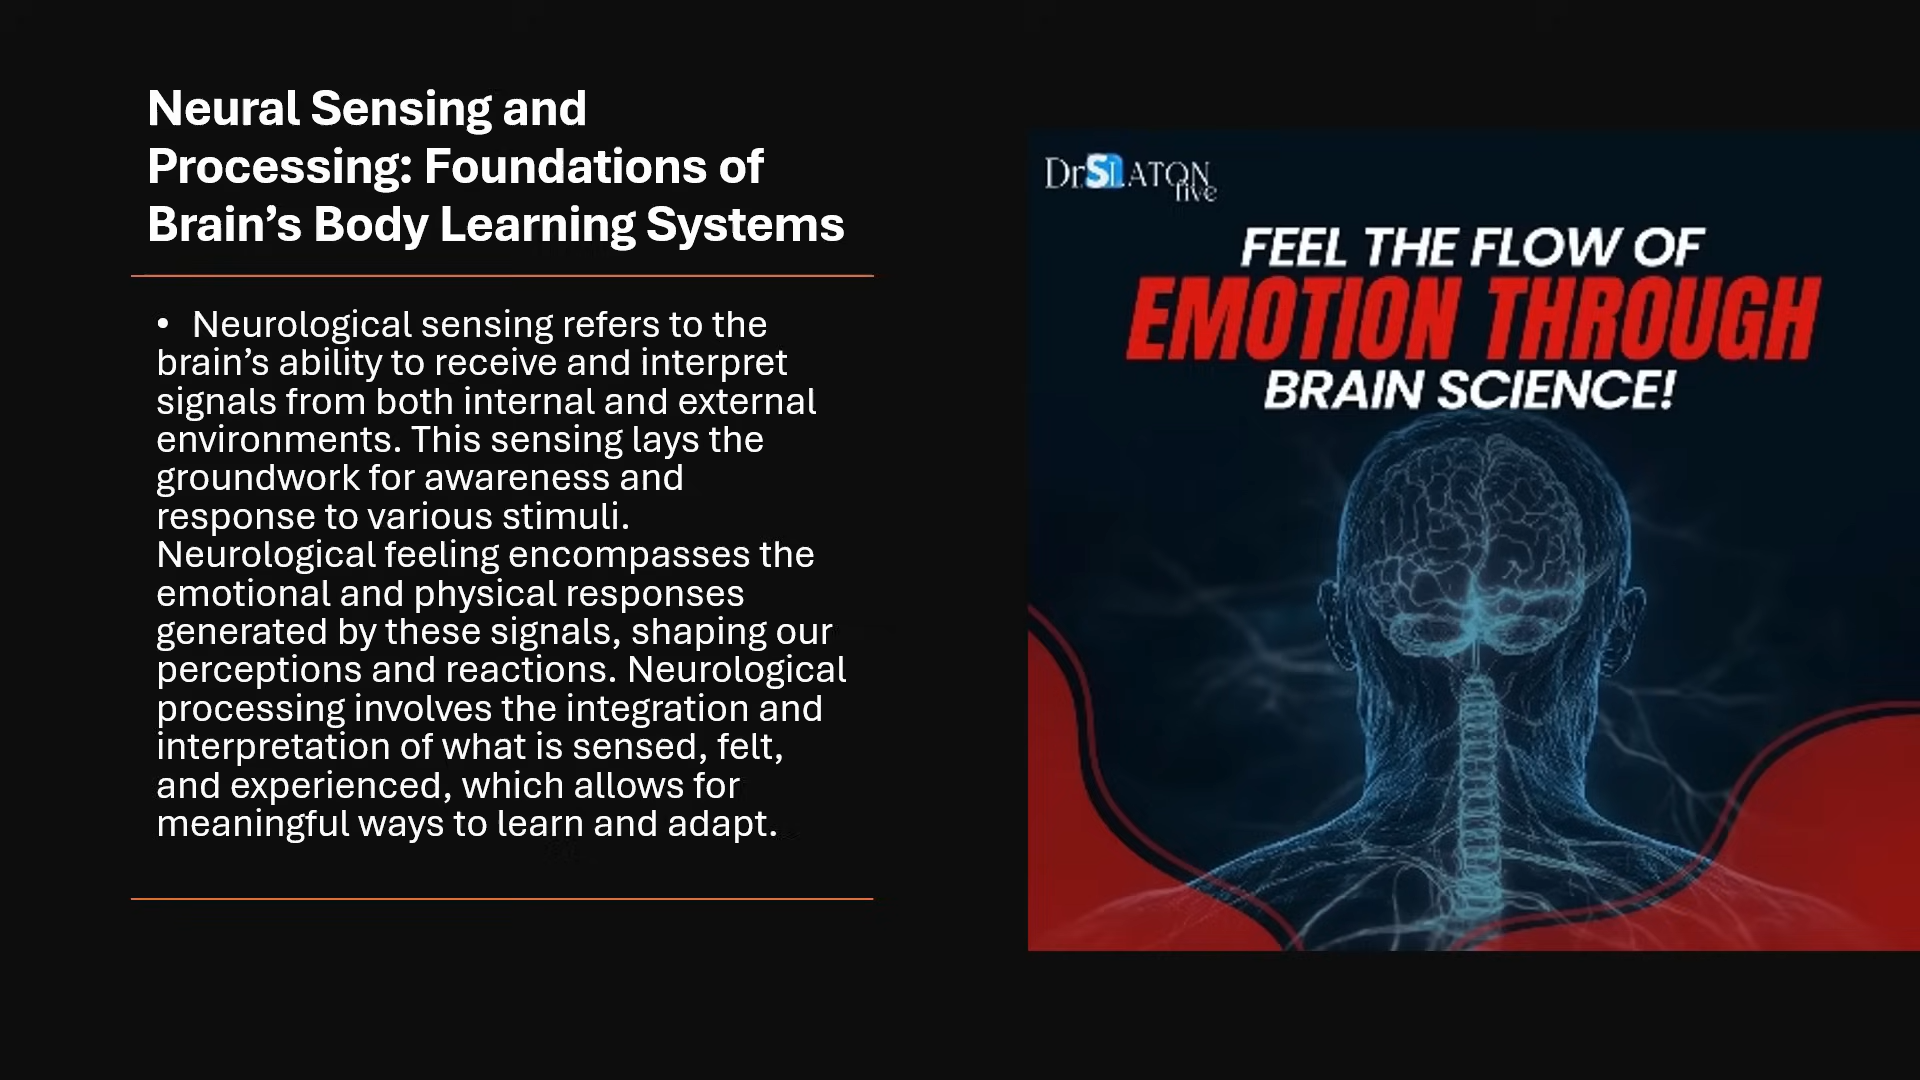 Neural Sensing and
Processing: Foundations of
Brain’s Body Learning Systems
• Neurological sensing refers to the
brain’s ability to receive and interpret
signals from both internal and external
environments. This sensing lays the
groundwork for awareness and
response to various stimuli.
Neurological feeling encompasses the
emotional and physical responses
generated by these signals, shaping our
perceptions and reactions. Neurological
processing involves the integration and
interpretation of what is sensed, felt,
and experienced, which allows for
meaningful ways to learn and adapt.
Dr.SLATON
live
FEEL THE FLOW OF
EMOTION THROUGH
BRAIN SCIENCE!